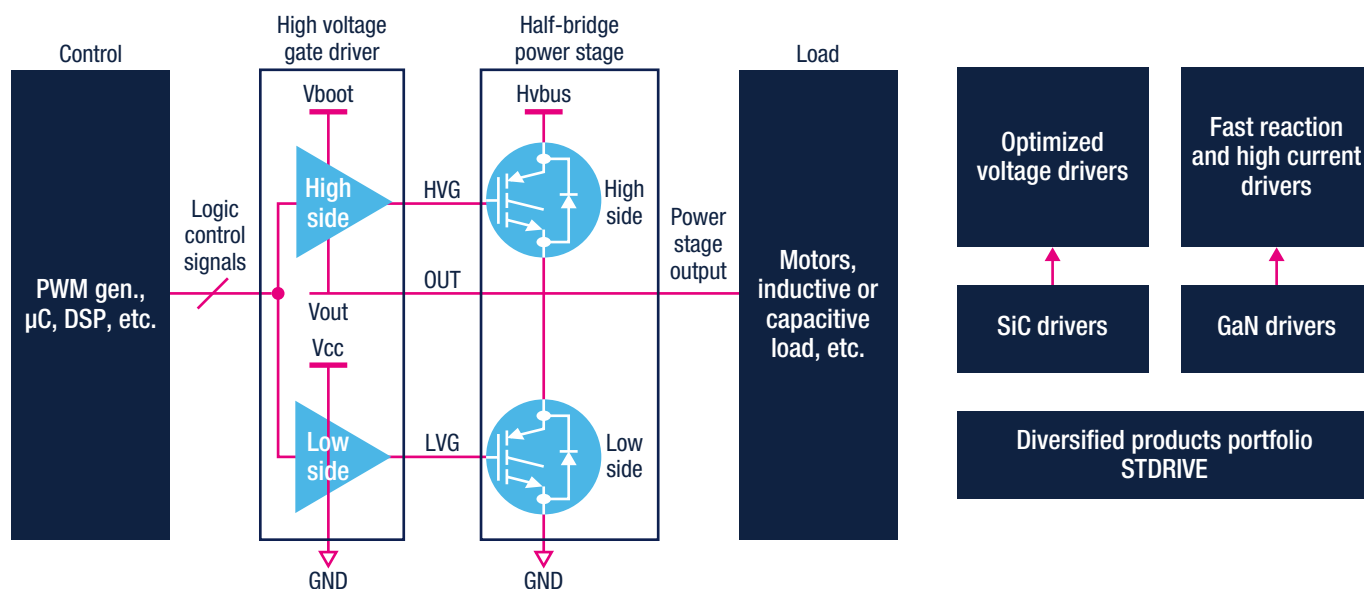 Control
High voltage
gate driver
Half-bridge
power stage
Load
Vboot
Hvbus
High
side
HVG
High
side
Logic
control
signals
Power
stage
output
PWM gen.,
µC, DSP, etc.
OUT
Vout
Vcc
Motors,
inductive or
capacitive
load, etc.
Low
side
LVG
Low
side
GND
GND
Optimized
voltage drivers
Fast reaction
and high current
drivers
SiC drivers
GaN drivers
Diversified products portfolio
STDRIVE